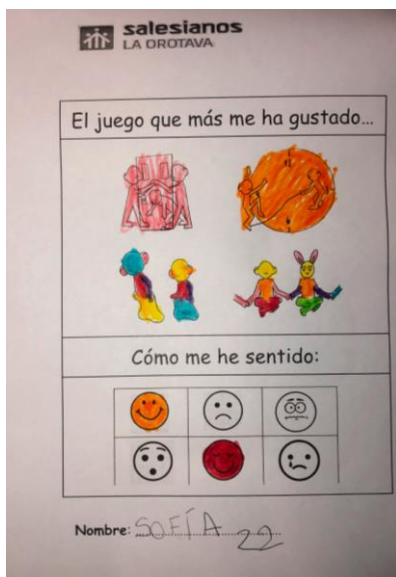 salesianos
LA OROTAVA
El juego que más me ha gustado...
Cómo me he sentido:
Nombre: SOFÍA 22